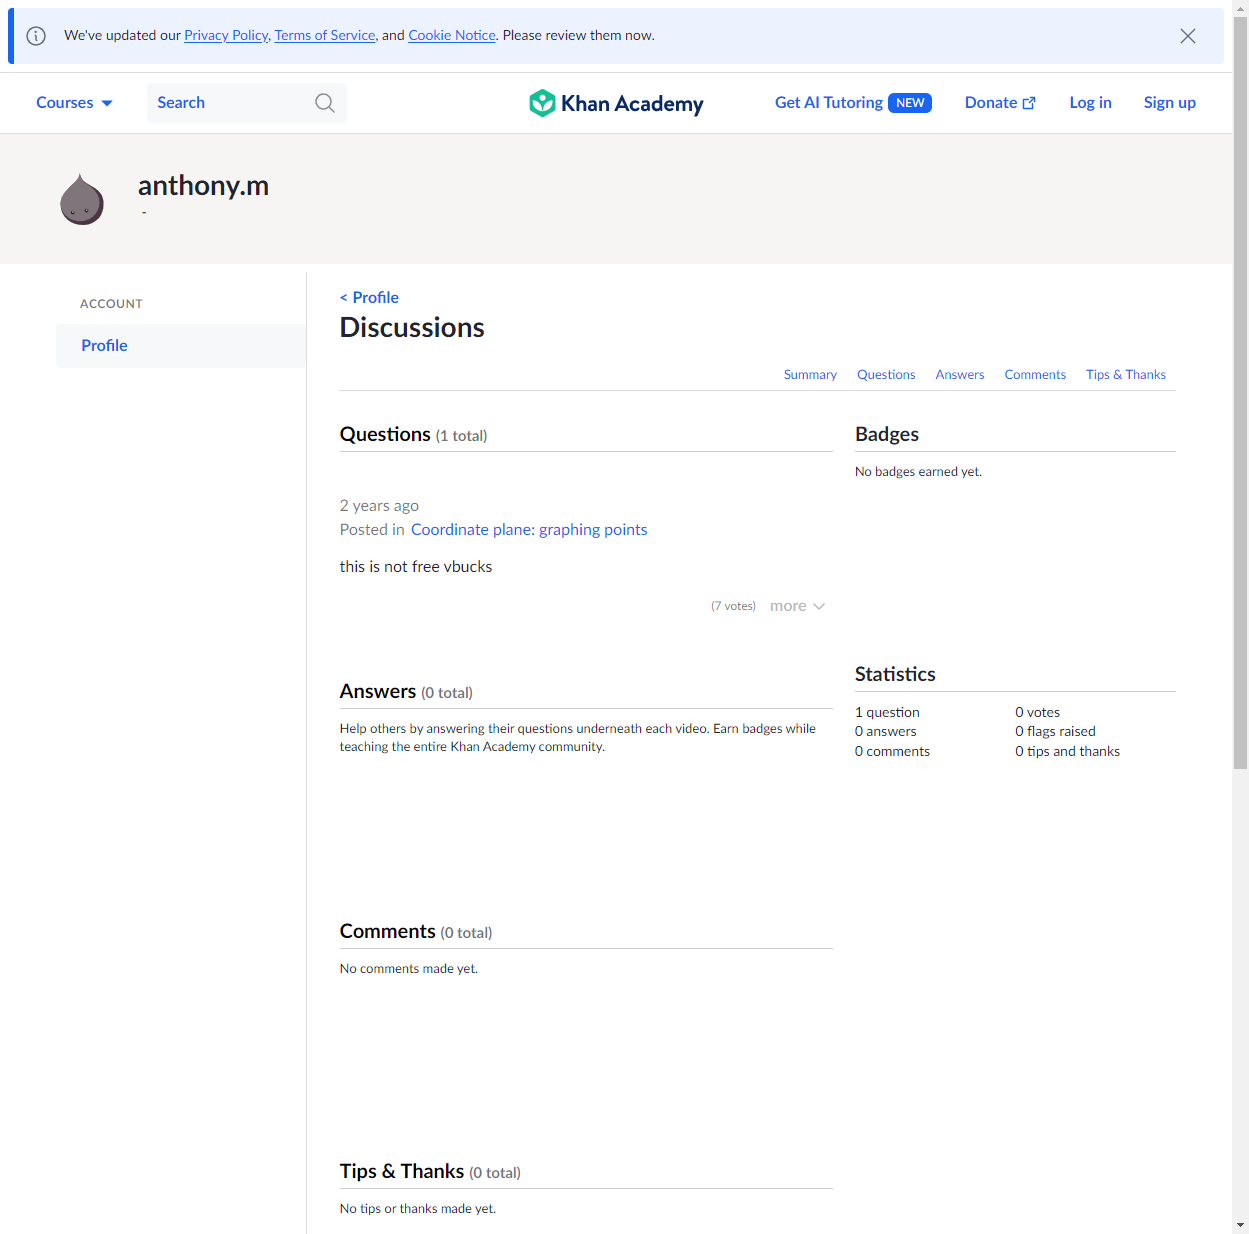 We've updated our Privacy Policy, Terms of Service, and Cookie Notice. Please review them now.
Courses
Search
Khan Academy
Get AI Tutoring NEW
Donate
Log in
Sign up
anthony.m
-
ACCOUNT
Profile
< Profile
Discussions
Summary
Questions
Answers
Comments
Tips & Thanks
Questions (1 total)
2 years ago
Posted in Coordinate plane: graphing points
this is not free vbucks
(7 votes)
more
Answers (0 total)
Help others by answering their questions underneath each video. Earn badges while
teaching the entire Khan Academy community.
Comments (0 total)
No comments made yet.
Tips & Thanks (0 total)
No tips or thanks made yet.
Badges
No badges earned yet.
Statistics
1 question
0 votes
0 answers
0 flags raised
0 comments
0 tips and thanks